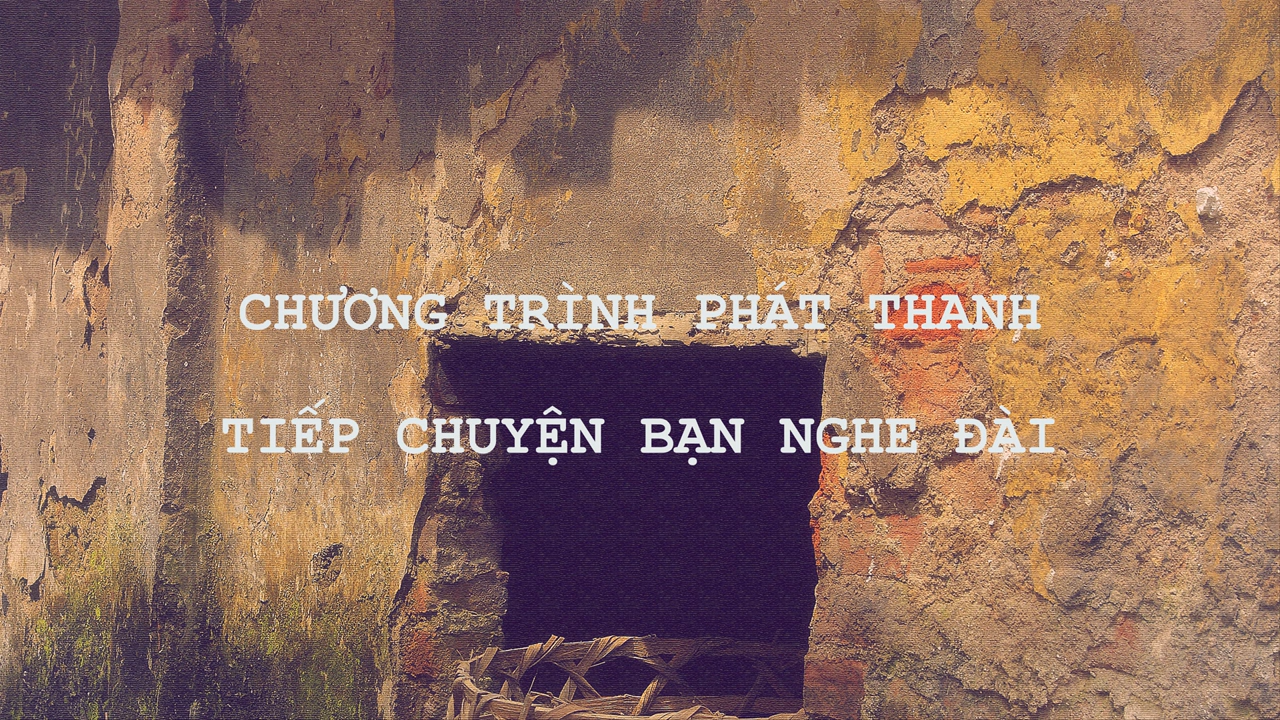 CHƯƠNG TRÌNH PHÁT THANH
TIẾP CHUYỆN BẠN NGHE ĐÀI